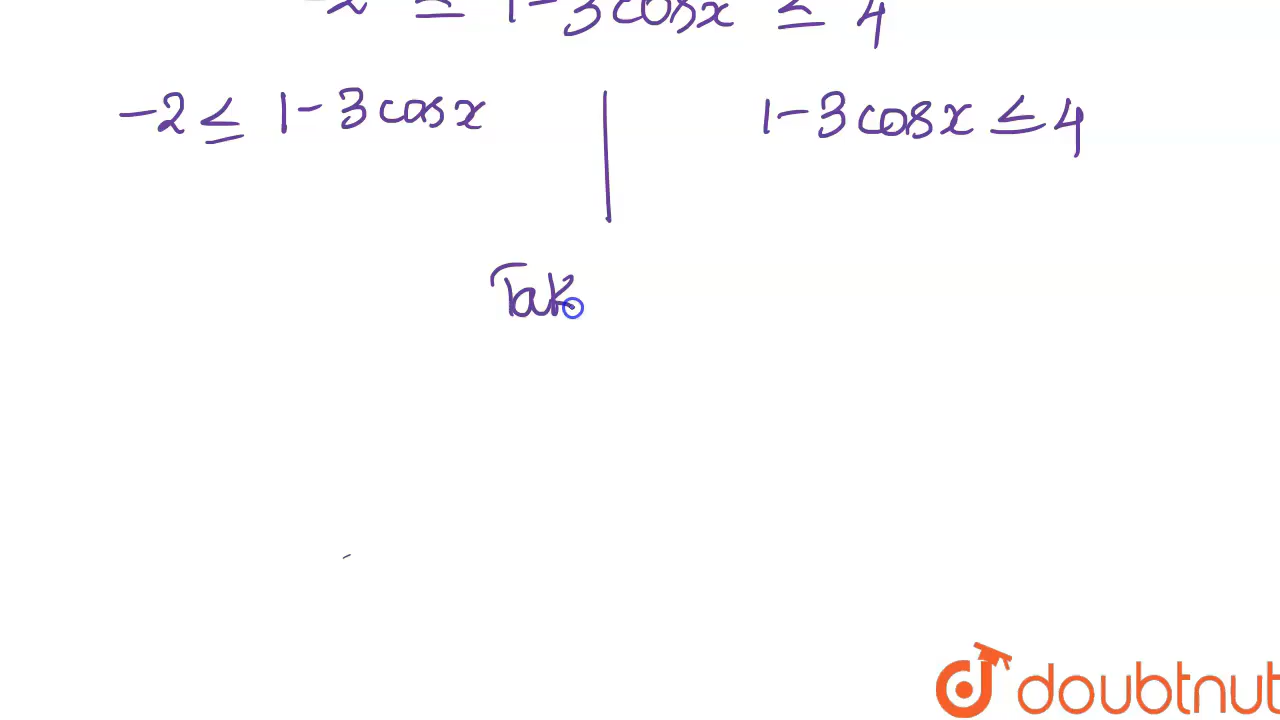 -2 ≤ 1-3cosx ≤ 4
-2 ≤ 1-3cosx | 1-3cosx ≤ 4
Tak
doubtnut